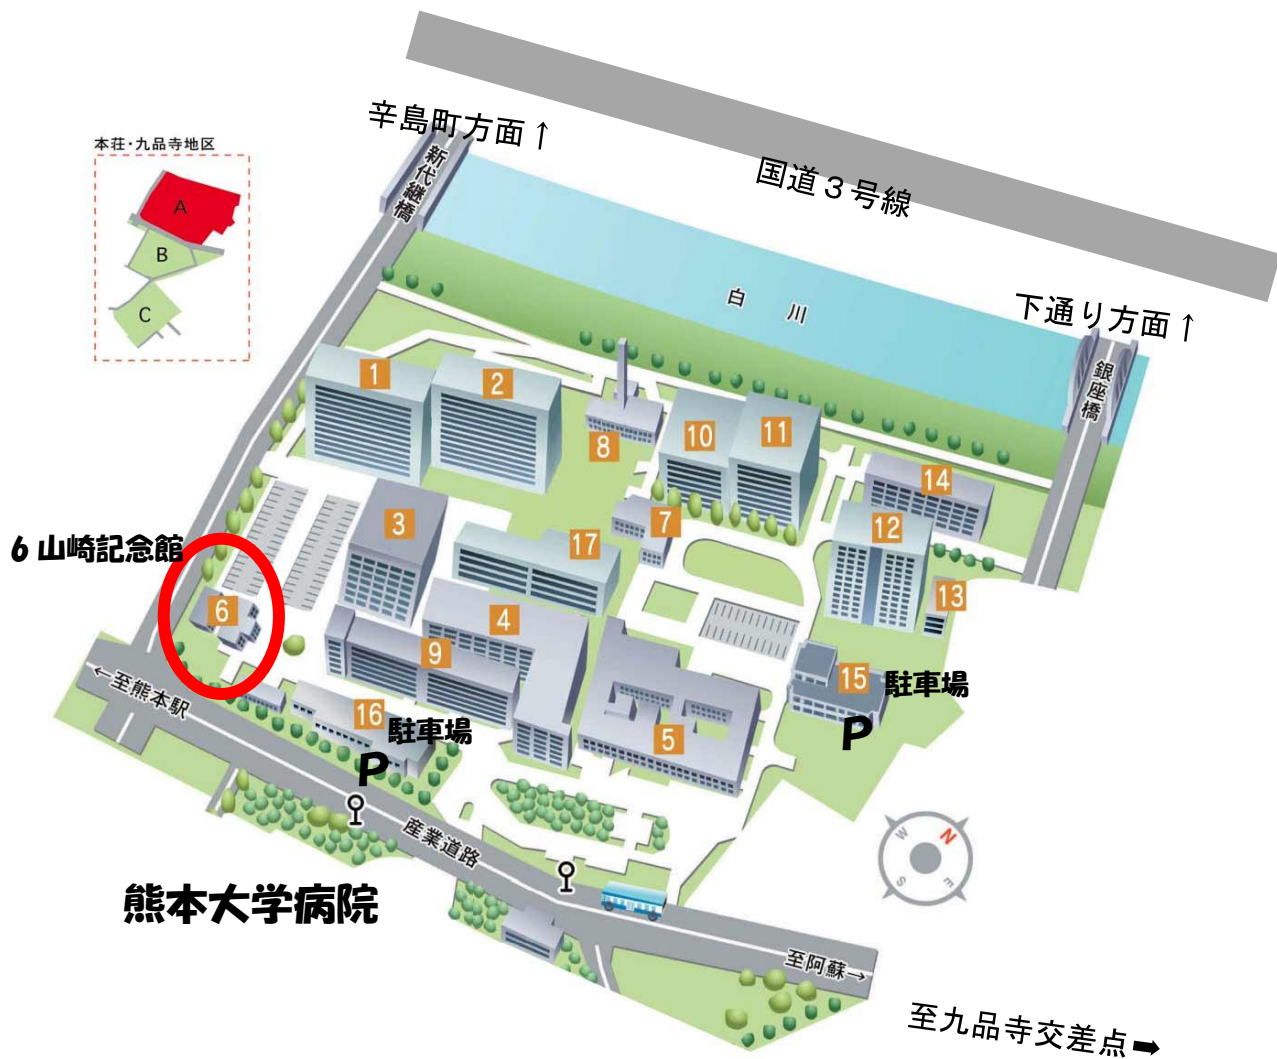 辛島町方面↑
国道３号線
本荘・九品寺地区
A
B
C
新代継橋
白川
下通り方面↑
銀座橋
1
2
8
10
11
14
3
7
17
12
13
6 山崎記念館
6
4
9
15
駐車場
P
16
駐車場
P
5
←至熊本駅
産業道路
W
N
S
E
熊本大学病院
至阿蘇→
至九品寺交差点➡